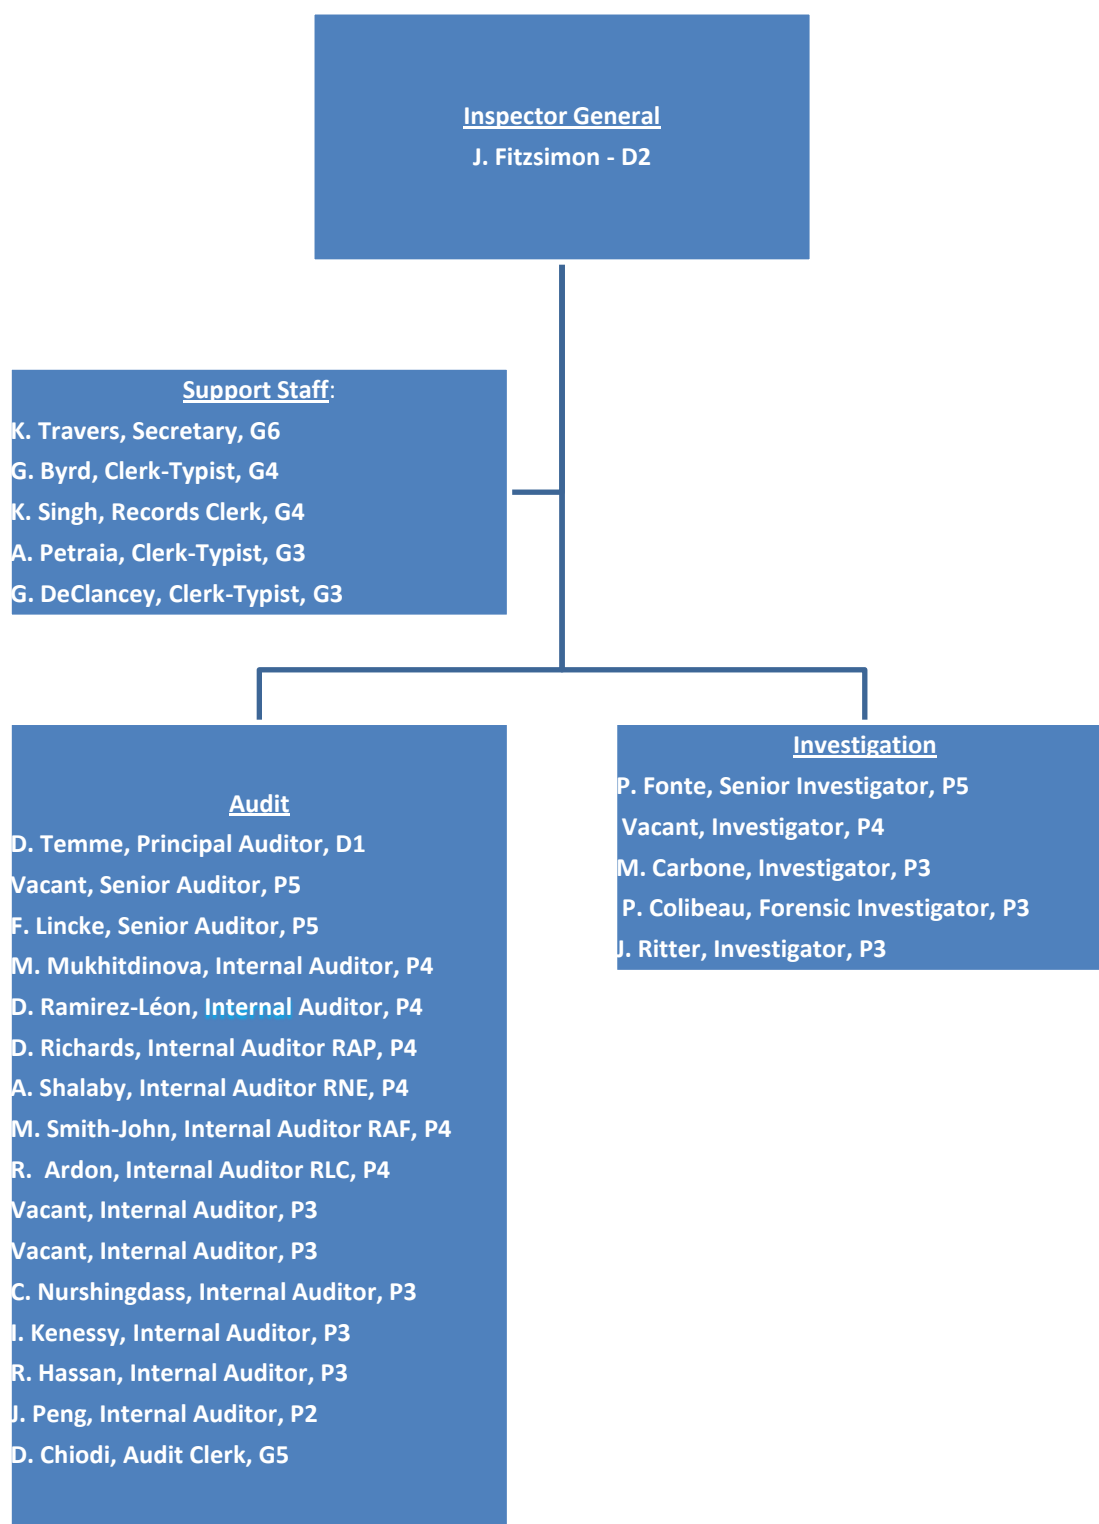 Inspector General
J. Fitzsimon - D2
Support Staff:
K. Travers, Secretary, G6
G. Byrd, Clerk-Typist, G4
K. Singh, Records Clerk, G4
A. Petraia, Clerk-Typist, G3
G. DeClancey, Clerk-Typist, G3
Audit
D. Temme, Principal Auditor, D1
Vacant, Senior Auditor, P5
F. Lincke, Senior Auditor, P5
M. Mukhitdinova, Internal Auditor, P4
D. Ramirez-Léon, Internal Auditor, P4
D. Richards, Internal Auditor RAP, P4
A. Shalaby, Internal Auditor RNE, P4
M. Smith-John, Internal Auditor RAF, P4
R. Ardon, Internal Auditor RLC, P4
Vacant, Internal Auditor, P3
Vacant, Internal Auditor, P3
C. Nurshingdass, Internal Auditor, P3
I. Kenessy, Internal Auditor, P3
R. Hassan, Internal Auditor, P3
J. Peng, Internal Auditor, P2
D. Chiodi, Audit Clerk, G5
Investigation
P. Fonte, Senior Investigator, P5
Vacant, Investigator, P4
M. Carbone, Investigator, P3
P. Colibeau, Forensic Investigator, P3
J. Ritter, Investigator, P3